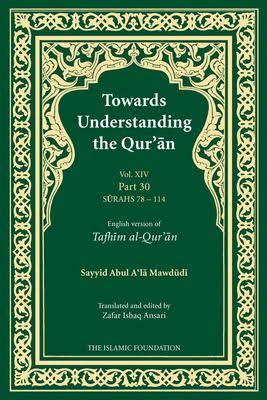 Towards
Understanding
the Qur’ān
Vol. XIV
Part 30
SŪRAHS 78 – 114
English version of
Tafhīm al-Qur’ān
Sayyid Abul A‘lā Mawdūdī
Translated and edited by
Zafar Ishaq Ansari
THE ISLAMIC FOUNDATION